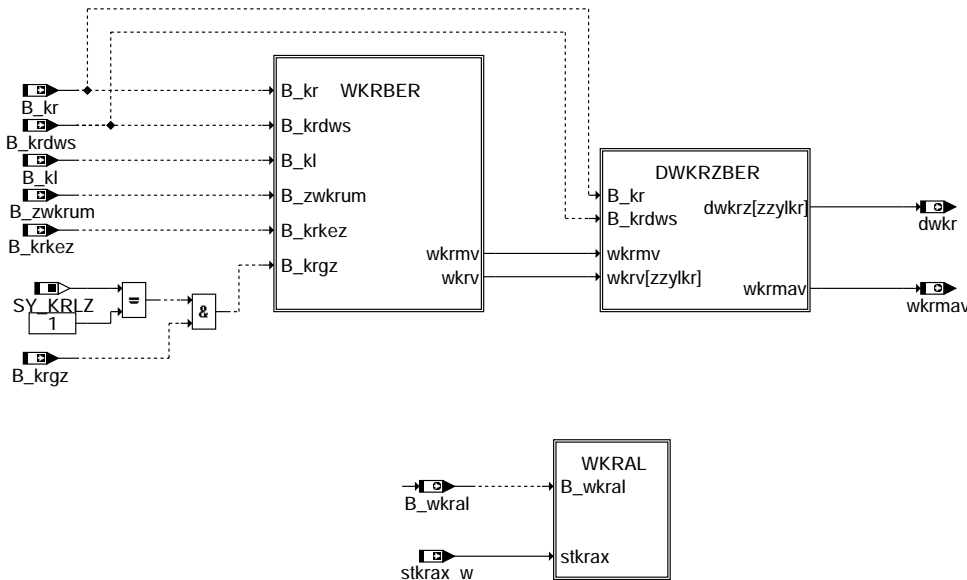 B_kr
B_krdws
B_kl
B_zwkrum
B_krkez
SY_KRLZ
1
=
&
B_krgz
WKRBER
B_kr
B_krdws
B_kl
B_zwkrum
B_krkez
B_krgz
wkrmv
wkrv
DWKRZBER
B_kr
B_krdws
wkrmv
wkrv[zzylkr]
dwkrz[zzylkr]
wkrmav
dwkr
wkrmav
WKRAL
B_wkral
stkrax
B_wkral
stkrax_w